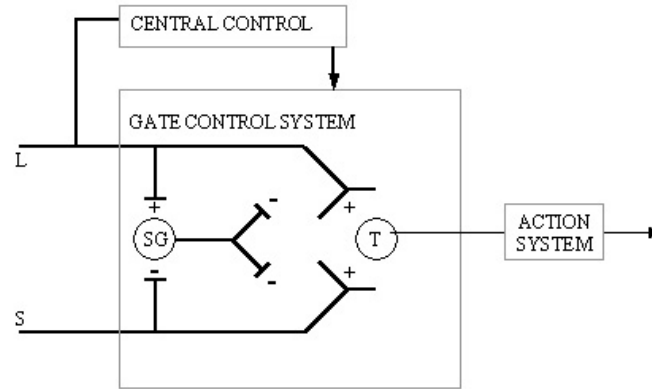 CENTRAL CONTROL
GATE CONTROL SYSTEM
L
+
-
+
SG
T
ACTION
SYSTEM
-
-
+
S